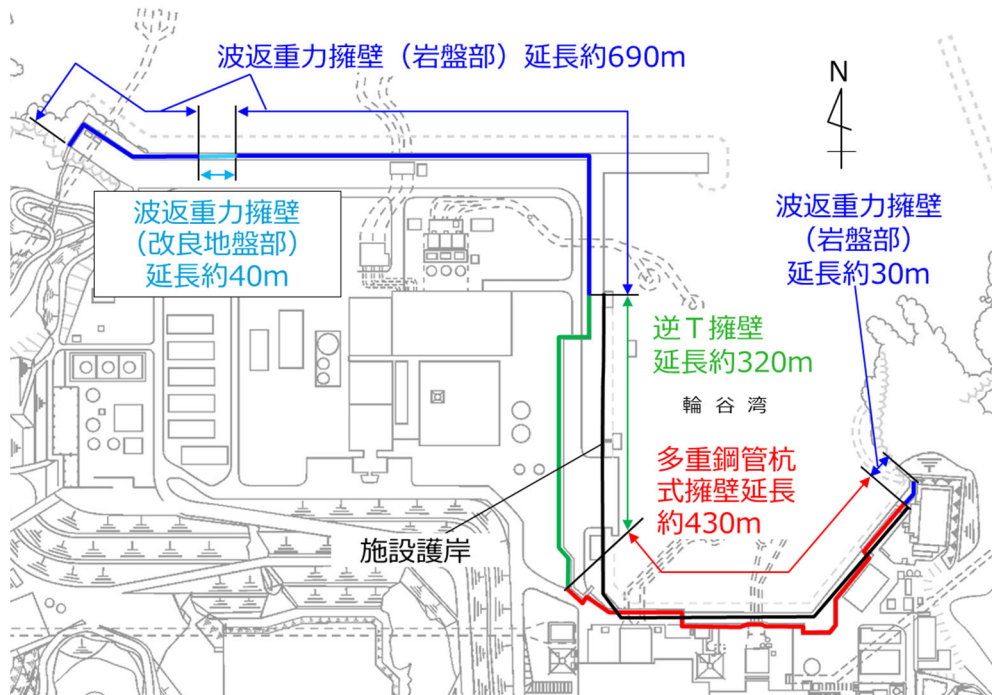 波返重力擁壁（岩盤部）延長約690m
N
波返重力擁壁
（改良地盤部）
延長約40m
波返重力擁壁
（岩盤部）
延長約30m
逆T擁壁
延長約320m
輪谷湾
多重鋼管杭
式擁壁延長
約430m
施設護岸